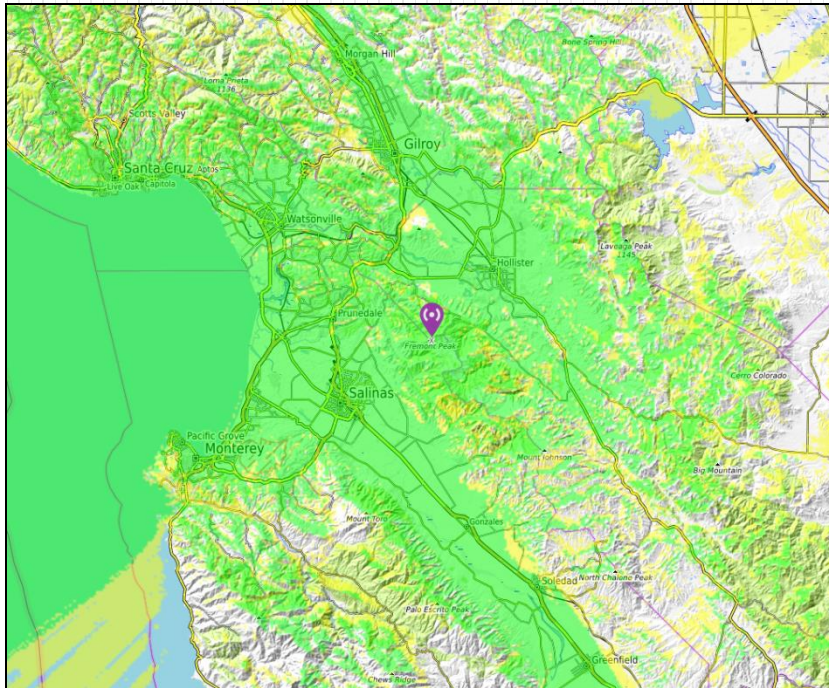 Bone Spring Hill
Morgan Hill
Loma Prieta
1136
Scotts Valley
Gilroy
Santa Cruz
Aptos
Live Oak
Capitola
Watsonville
Laveaga Peak
1145
Hollister
Prunedale
Fremont Peak
Cerro Colorado
Salinas
Pacific Grove
Monterey
Mount Johnson
Big Mountain
Mount Toro
Gonzales
Soledad
North Chalone Peak
Palo Escrito Peak
Greenfield
Chews Ridge